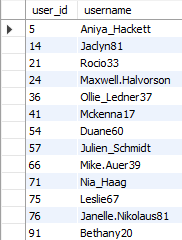 user_id username
5 Aniya_Hackett
14 Jaclyn81
21 Rocio33
24 Maxwell.Halvorson
36 Ollie_Ledner37
41 Mckenna17
54 Duane60
57 Julien_Schmidt
66 Mike.Auer39
71 Nia_Haag
75 Leslie67
76 Janelle.Nikolaus81
91 Bethany20